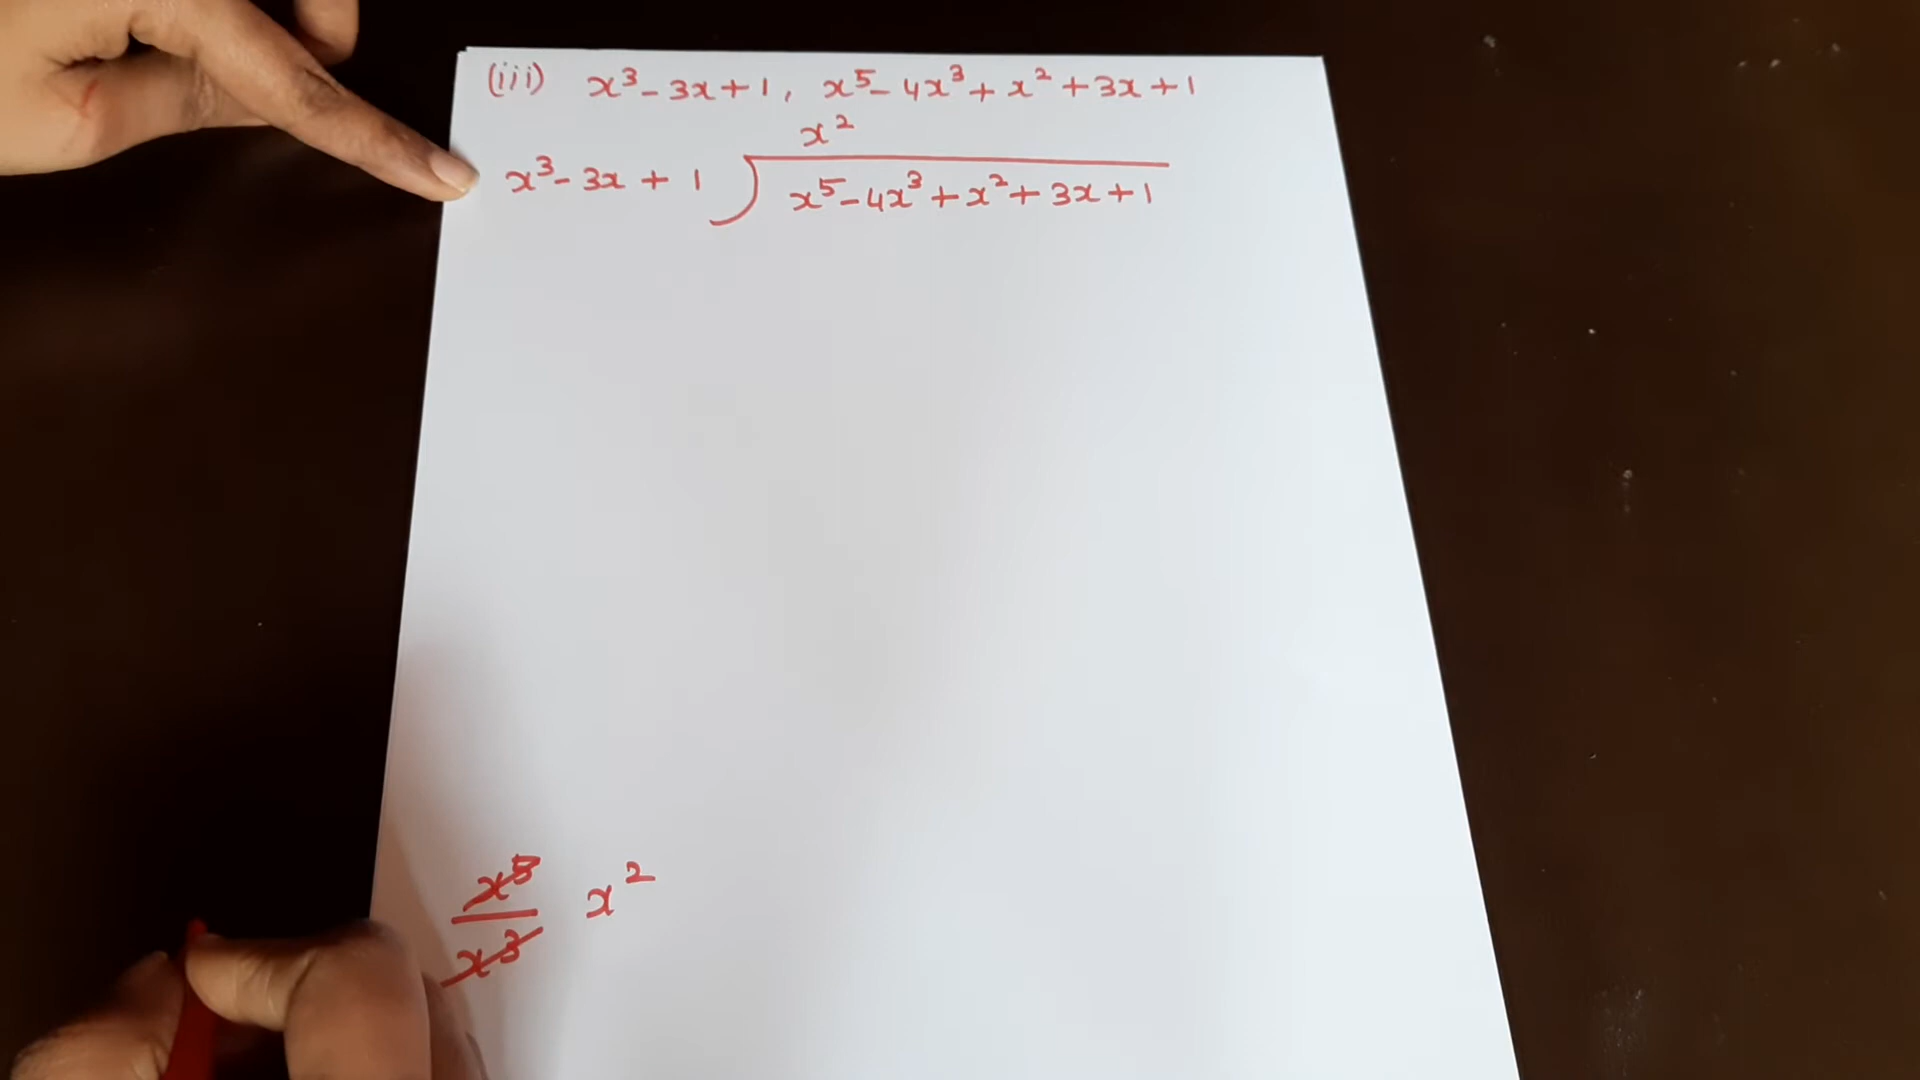 (iii) x³ - 3x + 1, x⁵ - 4x³ + x² + 3x + 1
x²
x³ - 3x + 1 ) x⁵ - 4x³ + x² + 3x + 1
x⁵ x²
x³